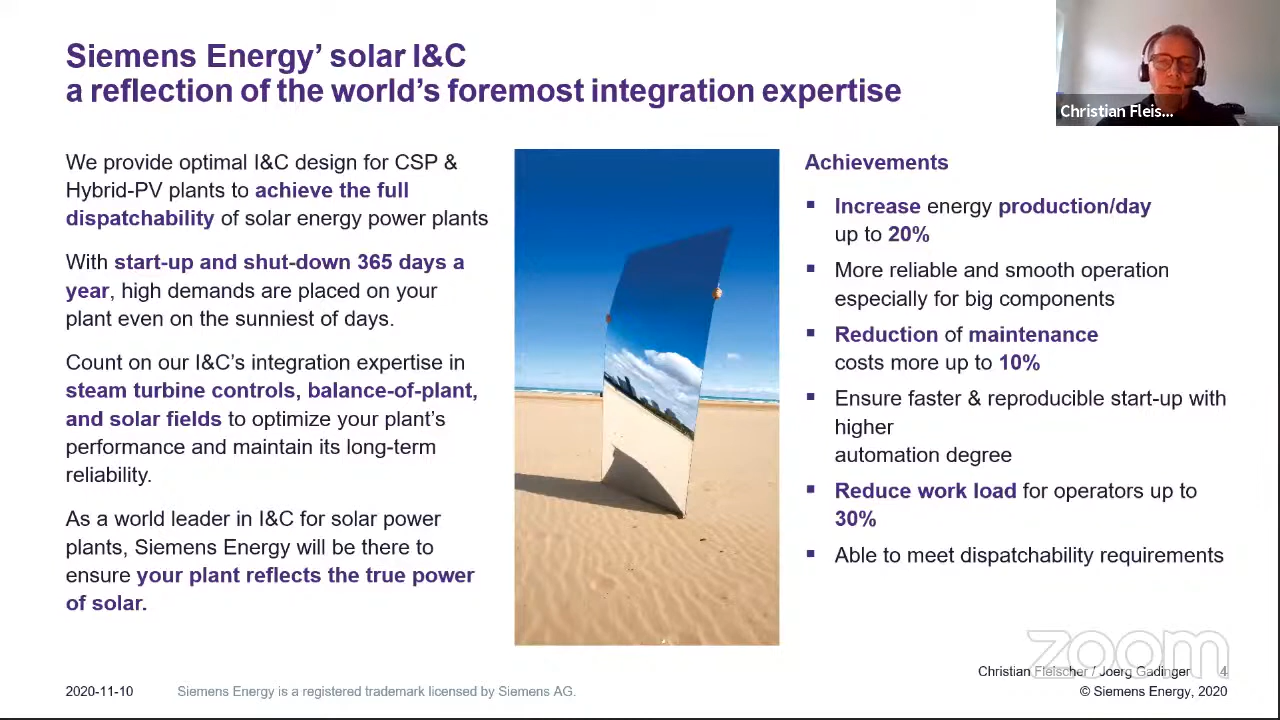 Siemens Energy’ solar I&C
a reflection of the world’s foremost integration expertise
Christian Fleis...
We provide optimal I&C design for CSP &
Hybrid-PV plants to achieve the full
dispatchability of solar energy power plants
With start-up and shut-down 365 days a
year, high demands are placed on your
plant even on the sunniest of days.
Count on our I&C’s integration expertise in
steam turbine controls, balance-of-plant,
and solar fields to optimize your plant’s
performance and maintain its long-term
reliability.
As a world leader in I&C for solar power
plants, Siemens Energy will be there to
ensure your plant reflects the true power
of solar.
Achievements
▪ Increase energy production/day
up to 20%
▪ More reliable and smooth operation
especially for big components
▪ Reduction of maintenance
costs more up to 10%
▪ Ensure faster & reproducible start-up with
higher
automation degree
▪ Reduce work load for operators up to
30%
▪ Able to meet dispatchability requirements
zoom
Christian Fleischer / Joerg Gadinger 4
2020-11-10 Siemens Energy is a registered trademark licensed by Siemens AG.
© Siemens Energy, 2020